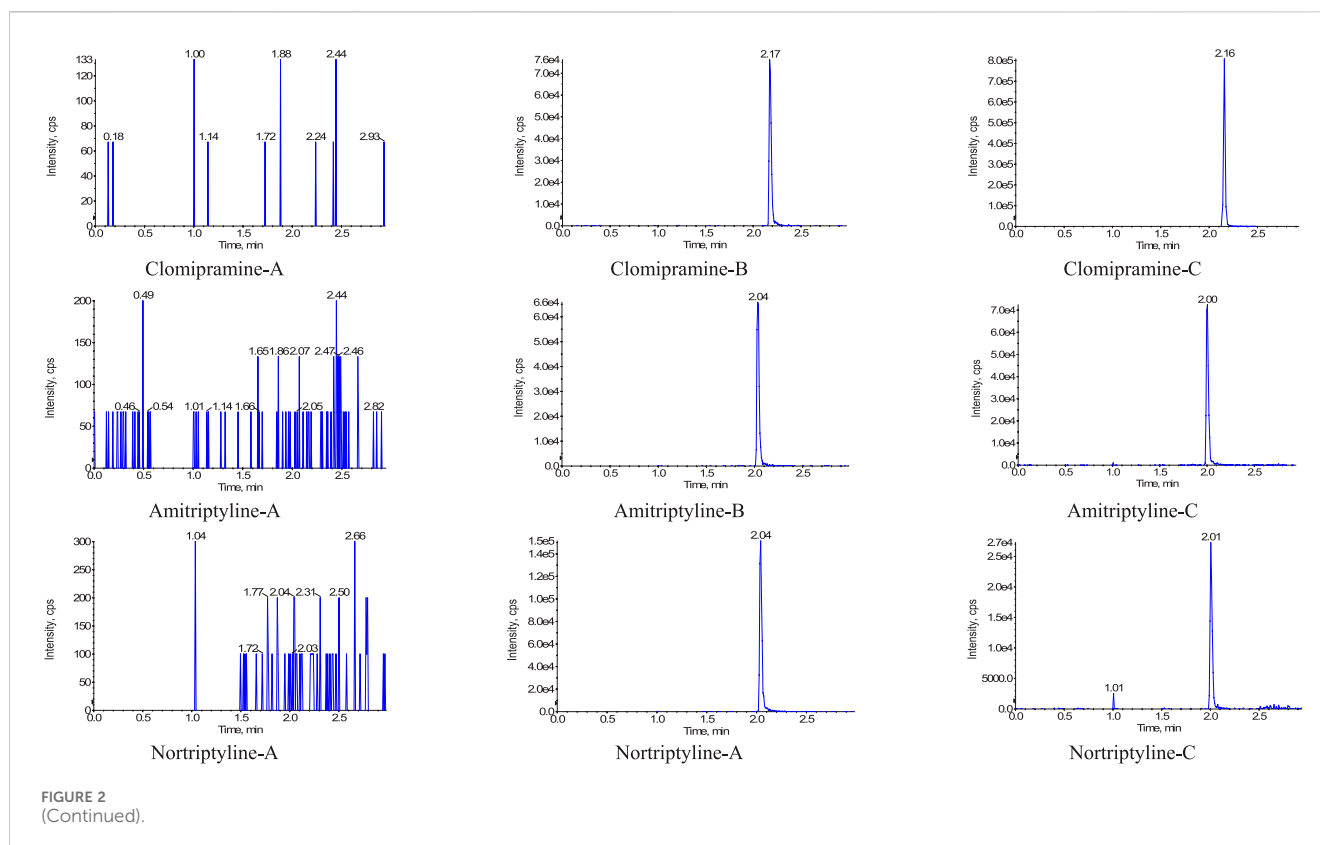 133
120
100
80
60
40
20
0
Intensity, cps
1.00
1.88
2.44
0.18
1.14
1.72
2.24
2.93
0.0 0.5 1.0 1.5 2.0 2.5
Time, min
Clomipramine-A
7.6e4
7.0e4
6.0e4
5.0e4
4.0e4
3.0e4
2.0e4
1.0e4
0.0
Intensity, cps
2.17
0.0 0.5 1.0 1.5 2.0 2.5
Time, min
Clomipramine-B
8.0e5
7.0e5
6.0e5
5.0e5
4.0e5
3.0e5
2.0e5
1.0e5
0.0
Intensity, cps
2.16
0.0 0.5 1.0 1.5 2.0 2.5
Time, min
Clomipramine-C
200
150
100
50
0
Intensity, cps
0.49
2.44
1.65 1.86 2.07
2.47 2.46
0.46 0.54
1.01 1.14 1.66
2.05
2.82
0.0 0.5 1.0 1.5 2.0 2.5
Time, min
Amitriptyline-A
6.6e4
6.0e4
5.0e4
4.0e4
3.0e4
2.0e4
1.0e4
0.0
Intensity, cps
2.04
0.0 0.5 1.0 1.5 2.0 2.5
Time, min
Amitriptyline-B
7.0e4
6.0e4
5.0e4
4.0e4
3.0e4
2.0e4
1.0e4
0.0
Intensity, cps
2.00
0.0 0.5 1.0 1.5 2.0 2.5
Time, min
Amitriptyline-C
300
250
200
150
100
50
0
Intensity, cps
1.04
2.66
1.77 2.04 2.31 2.50
1.72 2.03
0.0 0.5 1.0 1.5 2.0 2.5
Time, min
Nortriptyline-A
1.5e5
1.4e5
1.2e5
1.0e5
8.0e4
6.0e4
4.0e4
2.0e4
0.0
Intensity, cps
2.04
0.0 0.5 1.0 1.5 2.0 2.5
Time, min
Nortriptyline-A
2.7e4
2.5e4
2.0e4
1.5e4
1.0e4
5000.0
0.0
Intensity, cps
2.01
1.01
0.0 0.5 1.0 1.5 2.0 2.5
Time, min
Nortriptyline-C
FIGURE 2
(Continued).